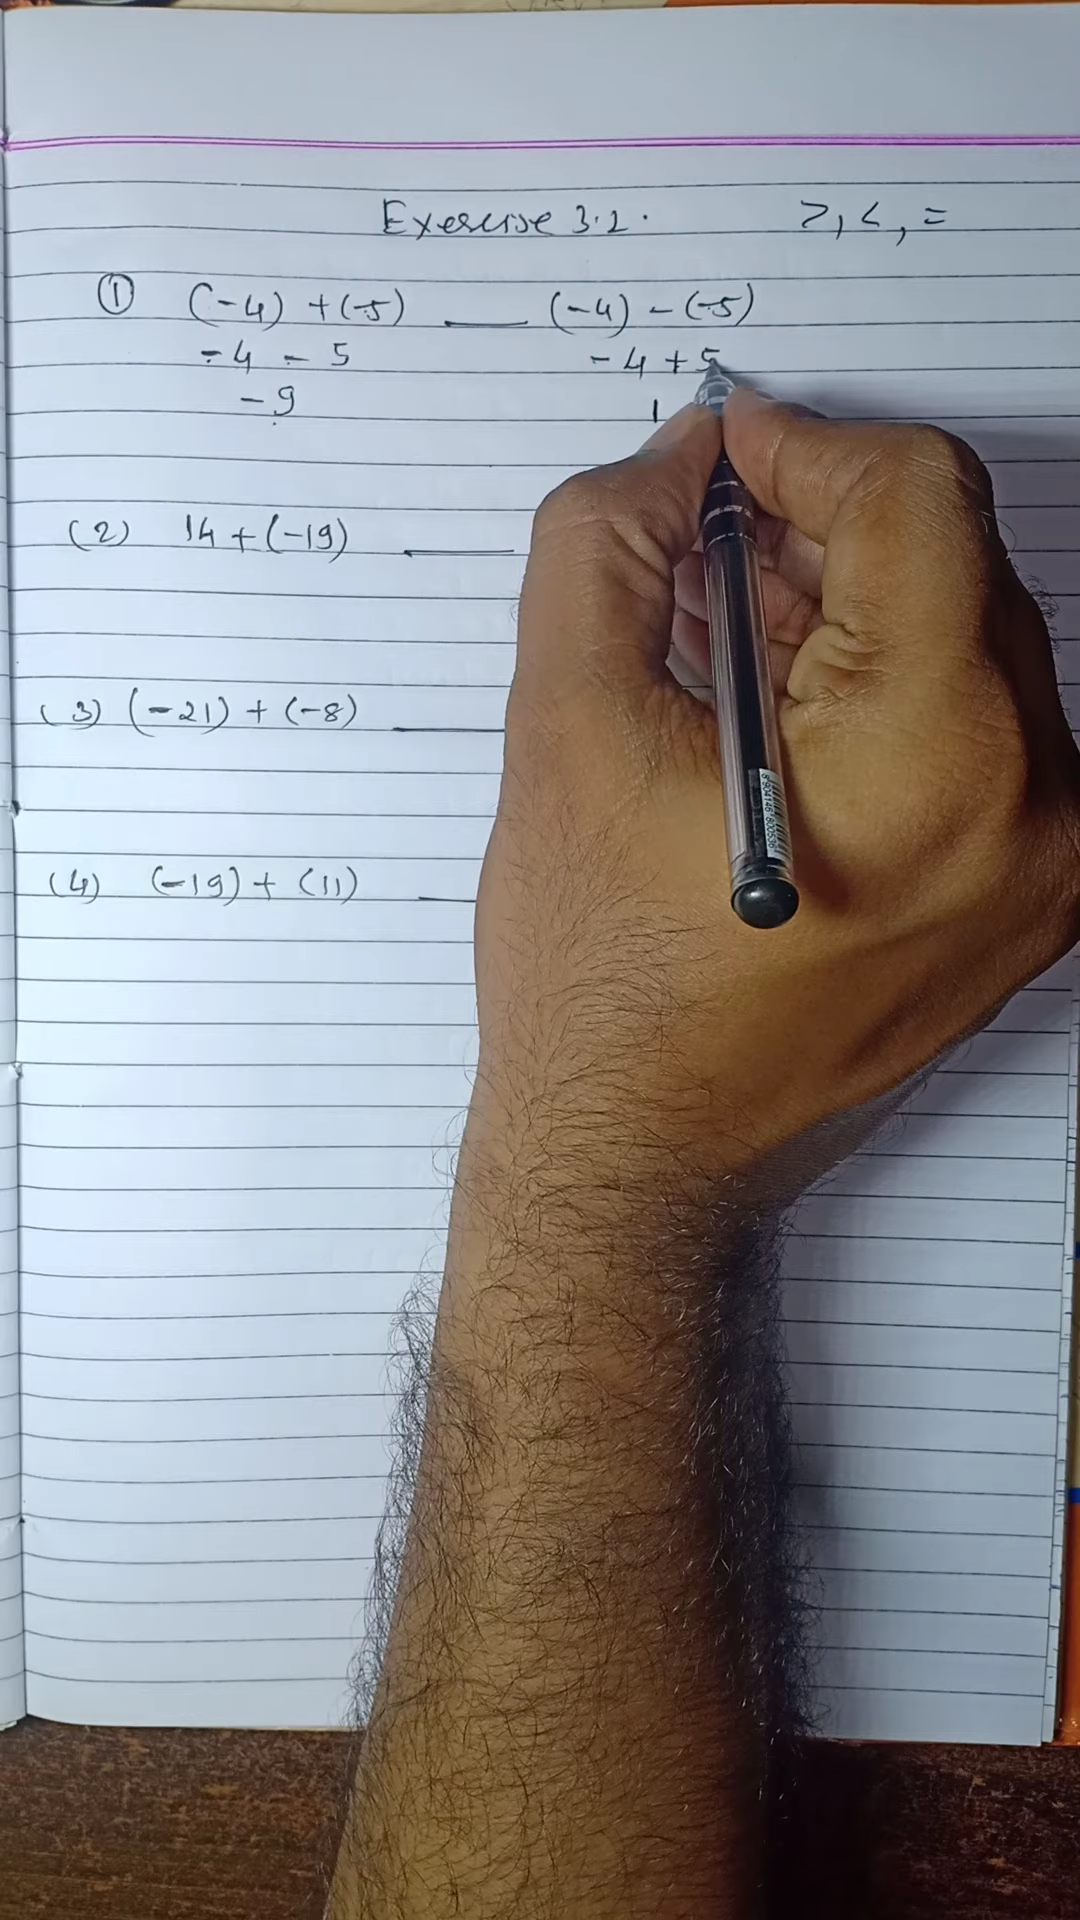 Exercise 3.2. >, <, =
① (-4) + (-5) ____ (-4) - (-5)
-4 - 5 -4 + 5
-9 1
(2) 14 + (-19) ____
(3) (-21) + (-8) ____
(4) (-19) + (11) ____